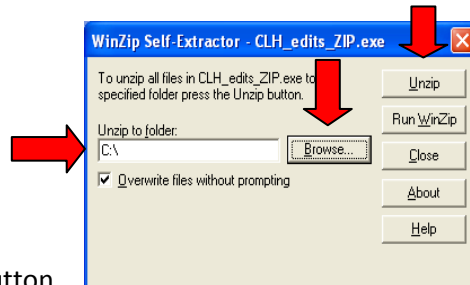 WinZip Self-Extractor - CLH_edits_ZIP.exe
To unzip all files in CLH_edits_ZIP.exe to
specified folder press the Unzip button.
Unzip to folder:
C:\
Browse...
Overwrite files without prompting
Unzip
Run WinZip
Close
About
Help